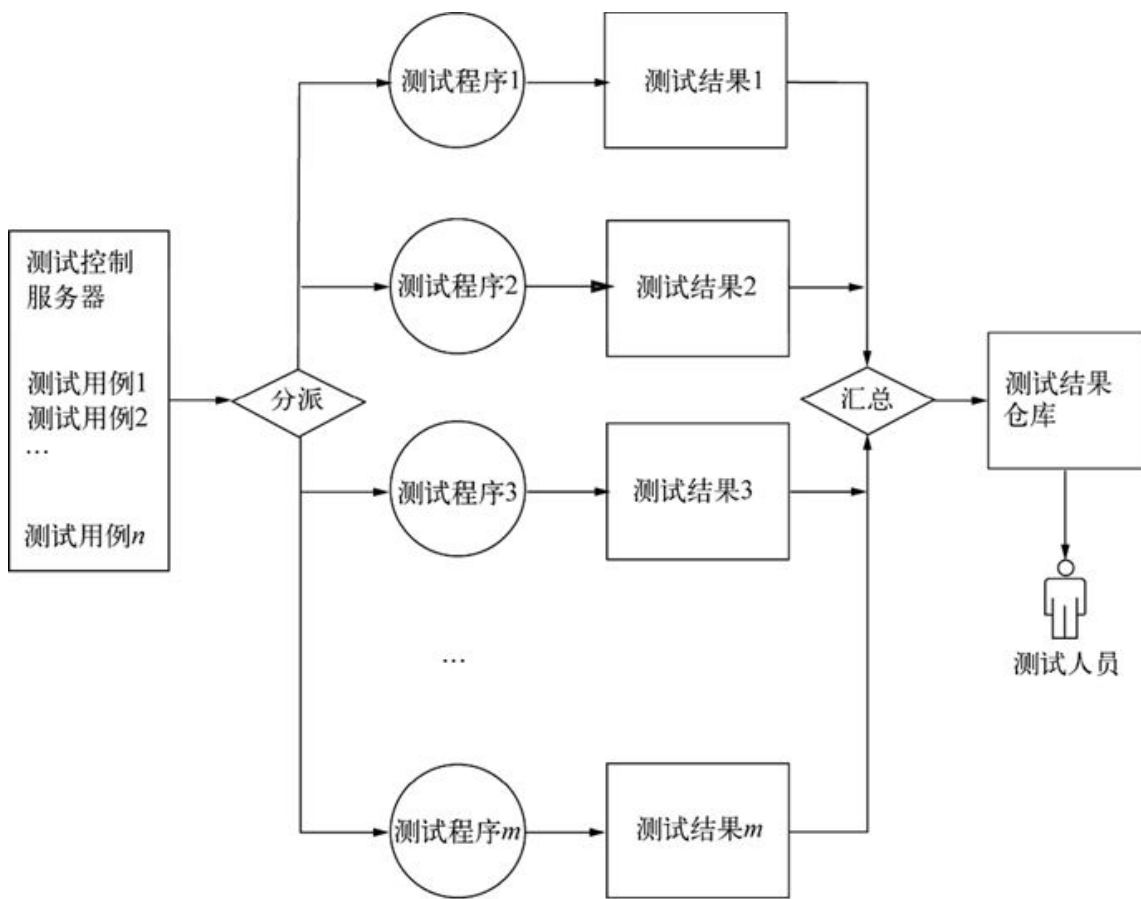 测试程序1
测试结果1
测试程序2
测试结果2
测试控制
服务器
测试用例1
测试用例2
…
测试用例n
分派
汇总
测试结果
仓库
测试程序3
测试结果3
…
测试人员
测试程序m
测试结果m